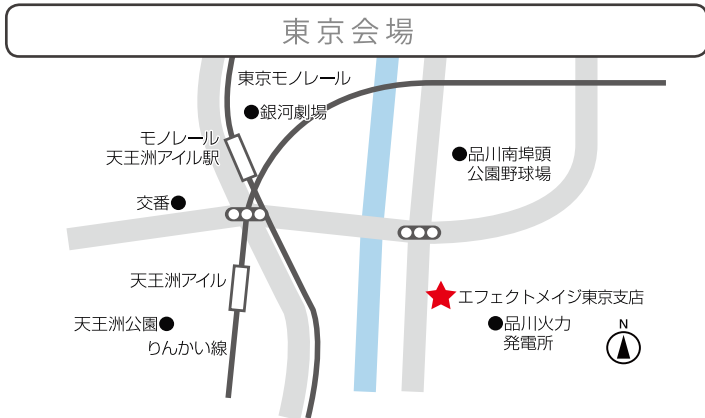 東京会場
東京モノレール
銀河劇場
モノレール
天王洲アイル駅
品川南埠頭
公園野球場
交番
天王洲アイル
エフェクトメイジ東京支店
天王洲公園
品川火力
発電所
りんかい線
N